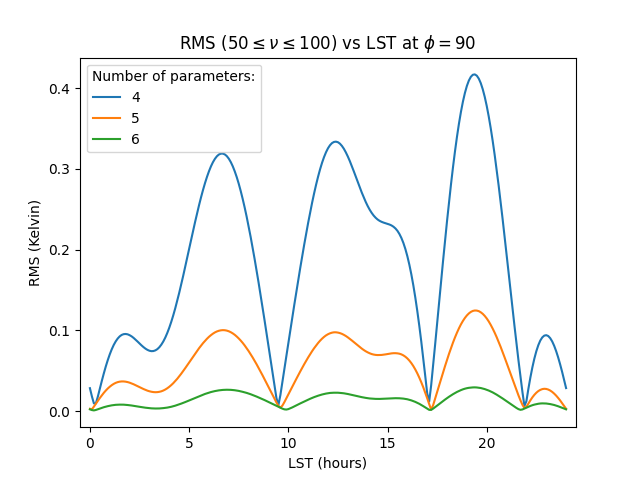 RMS (50 ≤ ν ≤ 100) vs LST at ϕ = 90
Number of parameters:
4
5
6
0.4
0.3
0.2
0.1
0.0
RMS (Kelvin)
0 5 10 15 20
LST (hours)